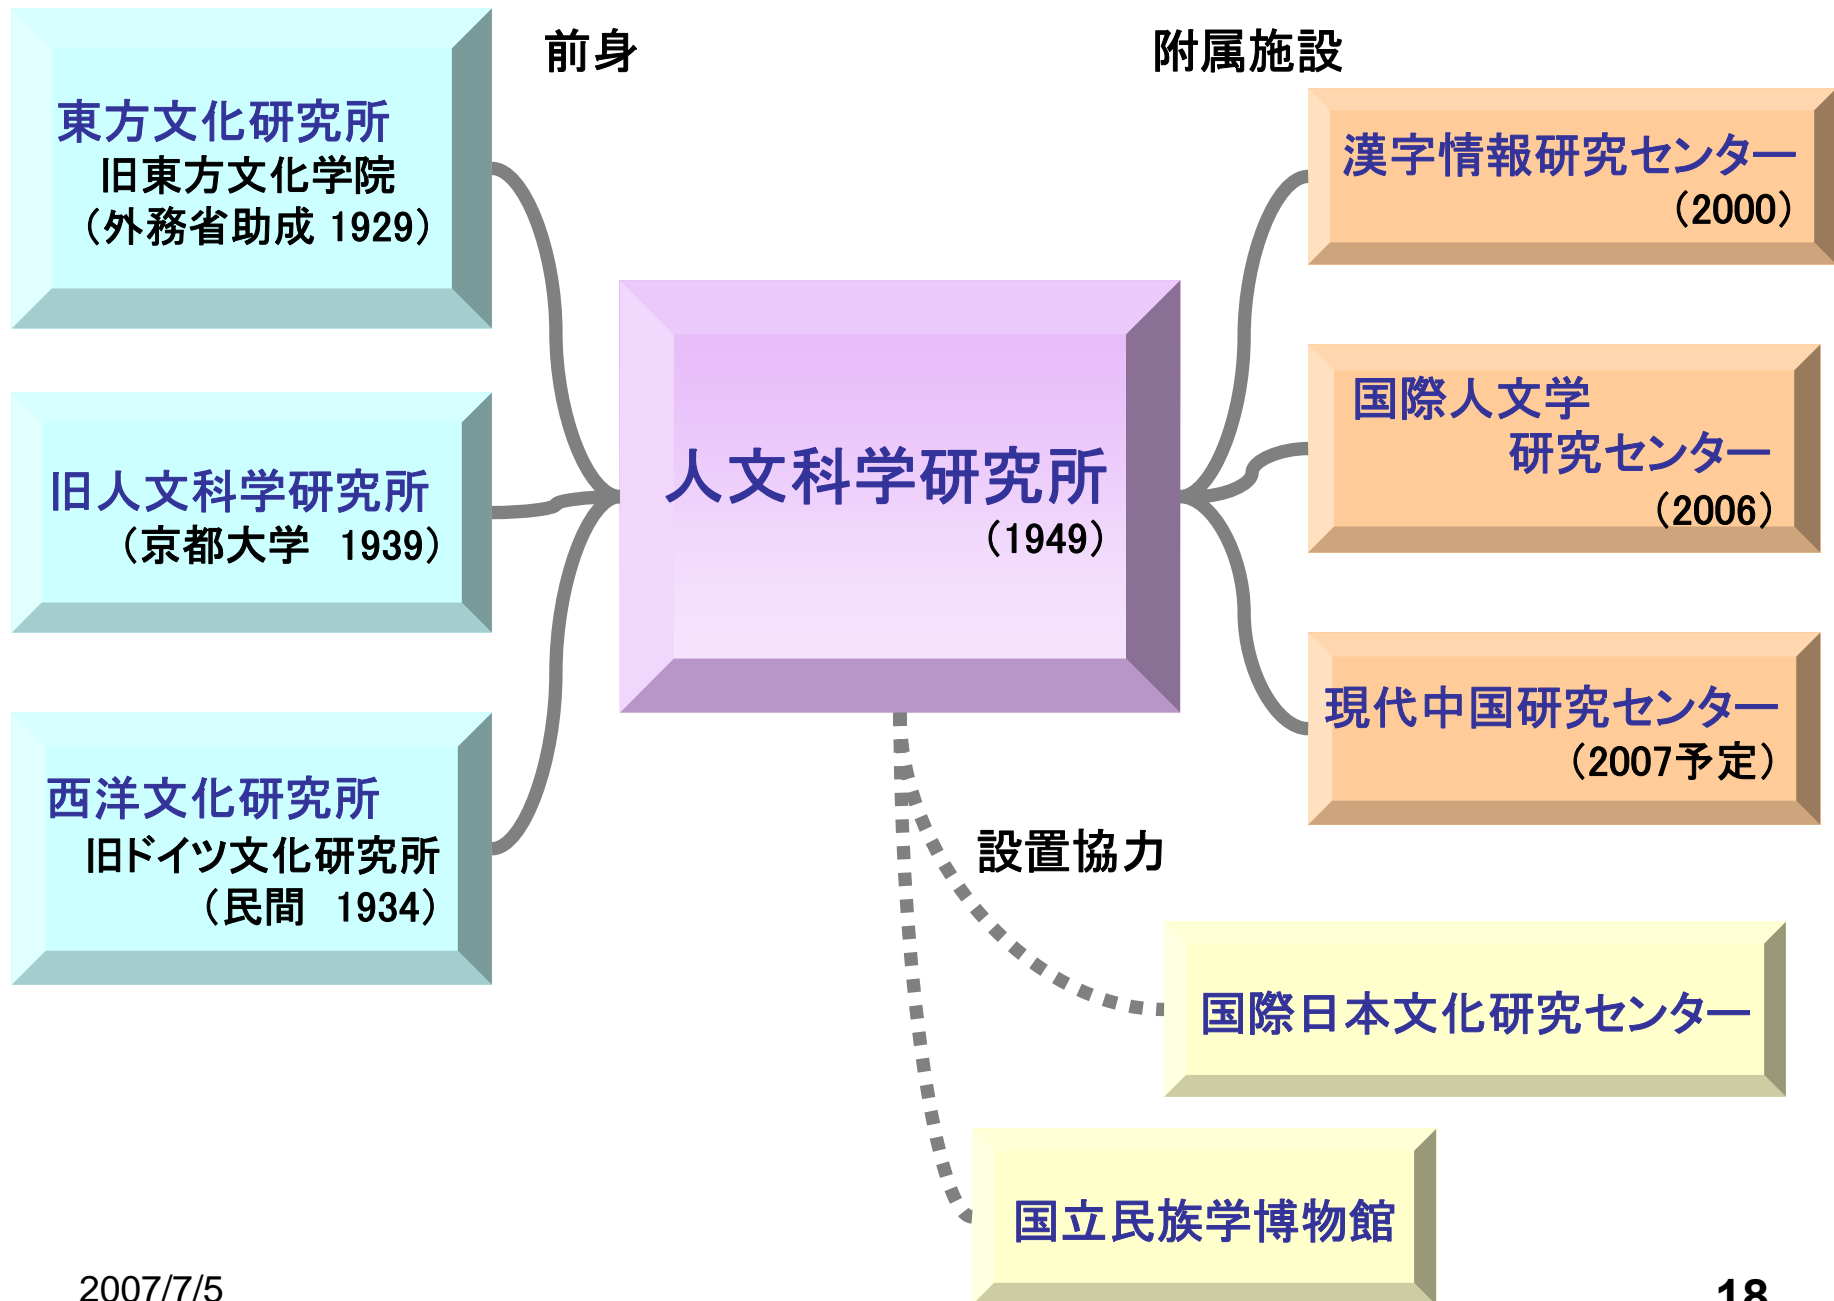 前身
東方文化研究所
旧東方文化学院
（外務省助成 1929）
旧人文科学研究所
（京都大学　1939）
西洋文化研究所
旧ドイツ文化研究所
（民間　1934）
人文科学研究所
（1949）
附属施設
漢字情報研究センター
（2000）
国際人文学
研究センター
（2006）
現代中国研究センター
（2007予定）
設置協力
国際日本文化研究センター
国立民族学博物館
2007/7/5
18